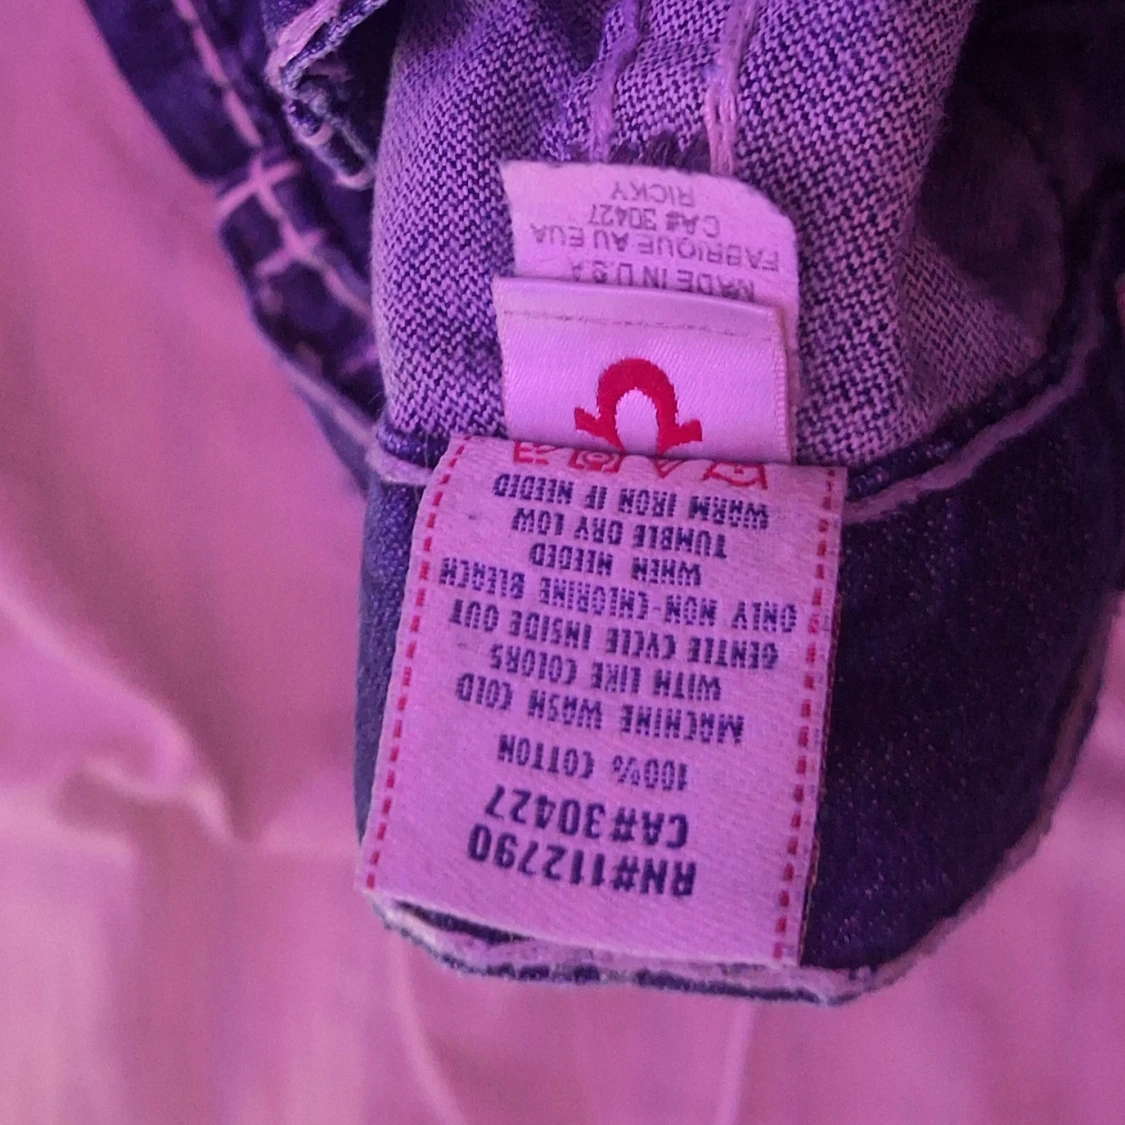 RN#112790
CA#30427
100% COTTON
MACHINE WASH COLD
WITH LIKE COLORS
GENTLE CYCLE INSIDE OUT
ONLY NON-CHLORINE BLEACH
WHEN NEEDED
TUMBLE DRY LOW
WARM IRON IF NEEDED
MADE IN U.S.A
FABRIQUE AU EUA
CA# 30427
RICKY